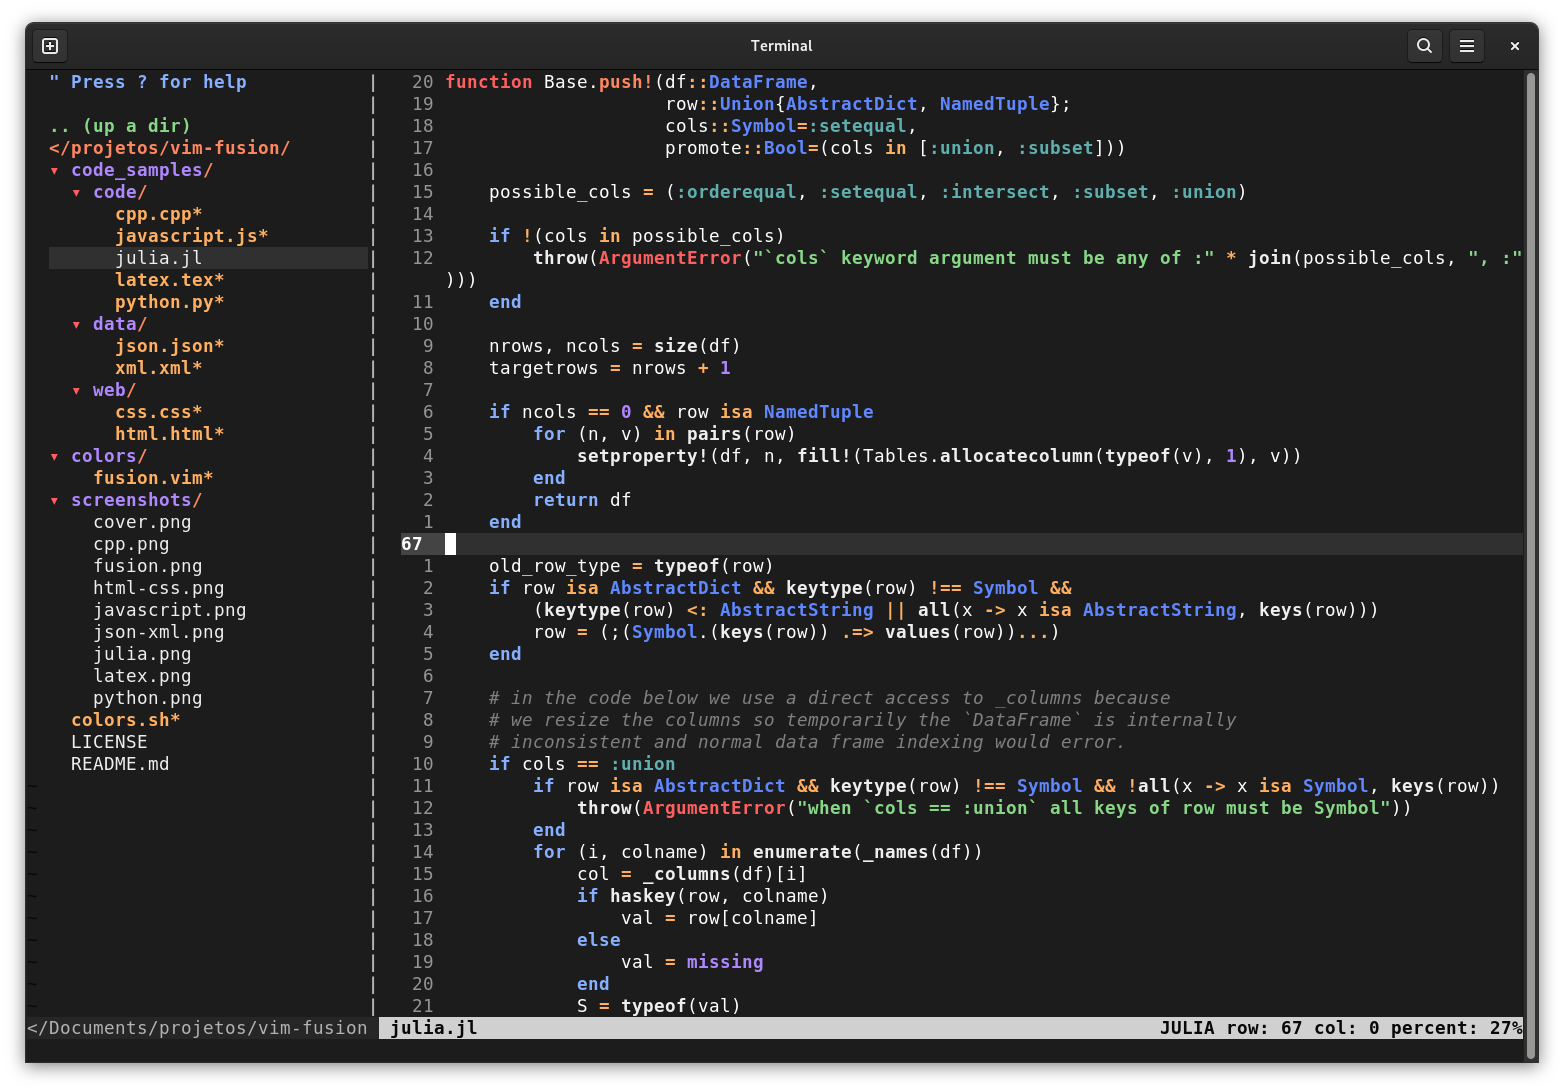 Terminal
" Press ? for help
.. (up a dir)
</projetos/vim-fusion/
▾ code_samples/
▾ code/
cpp.cpp*
javascript.js*
julia.jl
latex.tex*
python.py*
▾ data/
json.json*
xml.xml*
▾ web/
css.css*
html.html*
▾ colors/
fusion.vim*
▾ screenshots/
cover.png
cpp.png
fusion.png
html-css.png
javascript.png
json-xml.png
julia.png
latex.png
python.png
colors.sh*
LICENSE
README.md
~
~
~
~
~
~
~
~
~
~
~
</Documents/projetos/vim-fusion
20 function Base.push!(df::DataFrame,
19                     row::Union{AbstractDict, NamedTuple};
18                     cols::Symbol=:setequal,
17                     promote::Bool=(cols in [:union, :subset]))
16
15     possible_cols = (:orderequal, :setequal, :intersect, :subset, :union)
14
13     if !(cols in possible_cols)
12         throw(ArgumentError("`cols` keyword argument must be any of :" * join(possible_cols, ", :"
)))
11     end
10
9     nrows, ncols = size(df)
8     targetrows = nrows + 1
7
6     if ncols == 0 && row isa NamedTuple
5         for (n, v) in pairs(row)
4             setproperty!(df, n, fill!(Tables.allocatecolumn(typeof(v), 1), v))
3         end
2         return df
1     end
67
1     old_row_type = typeof(row)
2     if row isa AbstractDict && keytype(row) !== Symbol &&
3         (keytype(row) <: AbstractString || all(x -> x isa AbstractString, keys(row)))
4         row = (;(Symbol.(keys(row)) .=> values(row))...)
5     end
6
7     # in the code below we use a direct access to _columns because
8     # we resize the columns so temporarily the `DataFrame` is internally
9     # inconsistent and normal data frame indexing would error.
10     if cols == :union
11         if row isa AbstractDict && keytype(row) !== Symbol && !all(x -> x isa Symbol, keys(row))
12             throw(ArgumentError("when `cols == :union` all keys of row must be Symbol"))
13         end
14         for (i, colname) in enumerate(_names(df))
15             col = _columns(df)[i]
16             if haskey(row, colname)
17                 val = row[colname]
18             else
19                 val = missing
20             end
21             S = typeof(val)
julia.jl JULIA row: 67 col: 0 percent: 27%